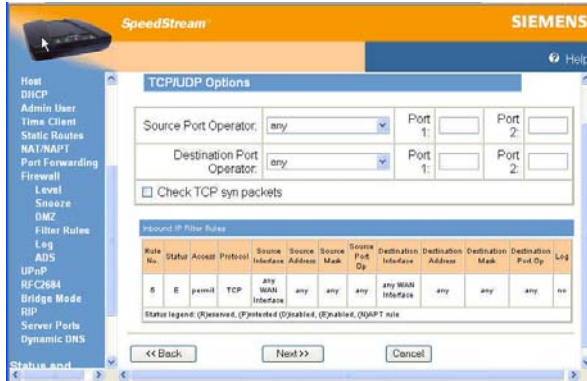 SpeedStream
SIEMENS
Help
Host
DHCP
Admin User
Time Client
Static Routes
NAT/NAPT
Port Forwarding
Firewall
Level
Snooze
DMZ
Filter Rules
Log
ADS
UPnP
RFC2684
Bridge Mode
RIP
Server Ports
Dynamic DNS
Status and
TCP/UDP Options
Source Port Operator: any Port 1: Port 2:
Destination Port Operator: any Port 1: Port 2:
Check TCP syn packets
Inbound IP Filter Rules
Rule No. Status Access Protocol Source Interface Source Address Source Mask Source Port Op Destination Interface Destination Address Destination Mask Destination Port Op Log
5 E permit TCP any WAN Interface any any any any WAN Interface any any any no
Status legend: (R)eserved, (P)rotected (D)isabled, (E)nabled, (N)APT rule
<< Back
Next >>
Cancel